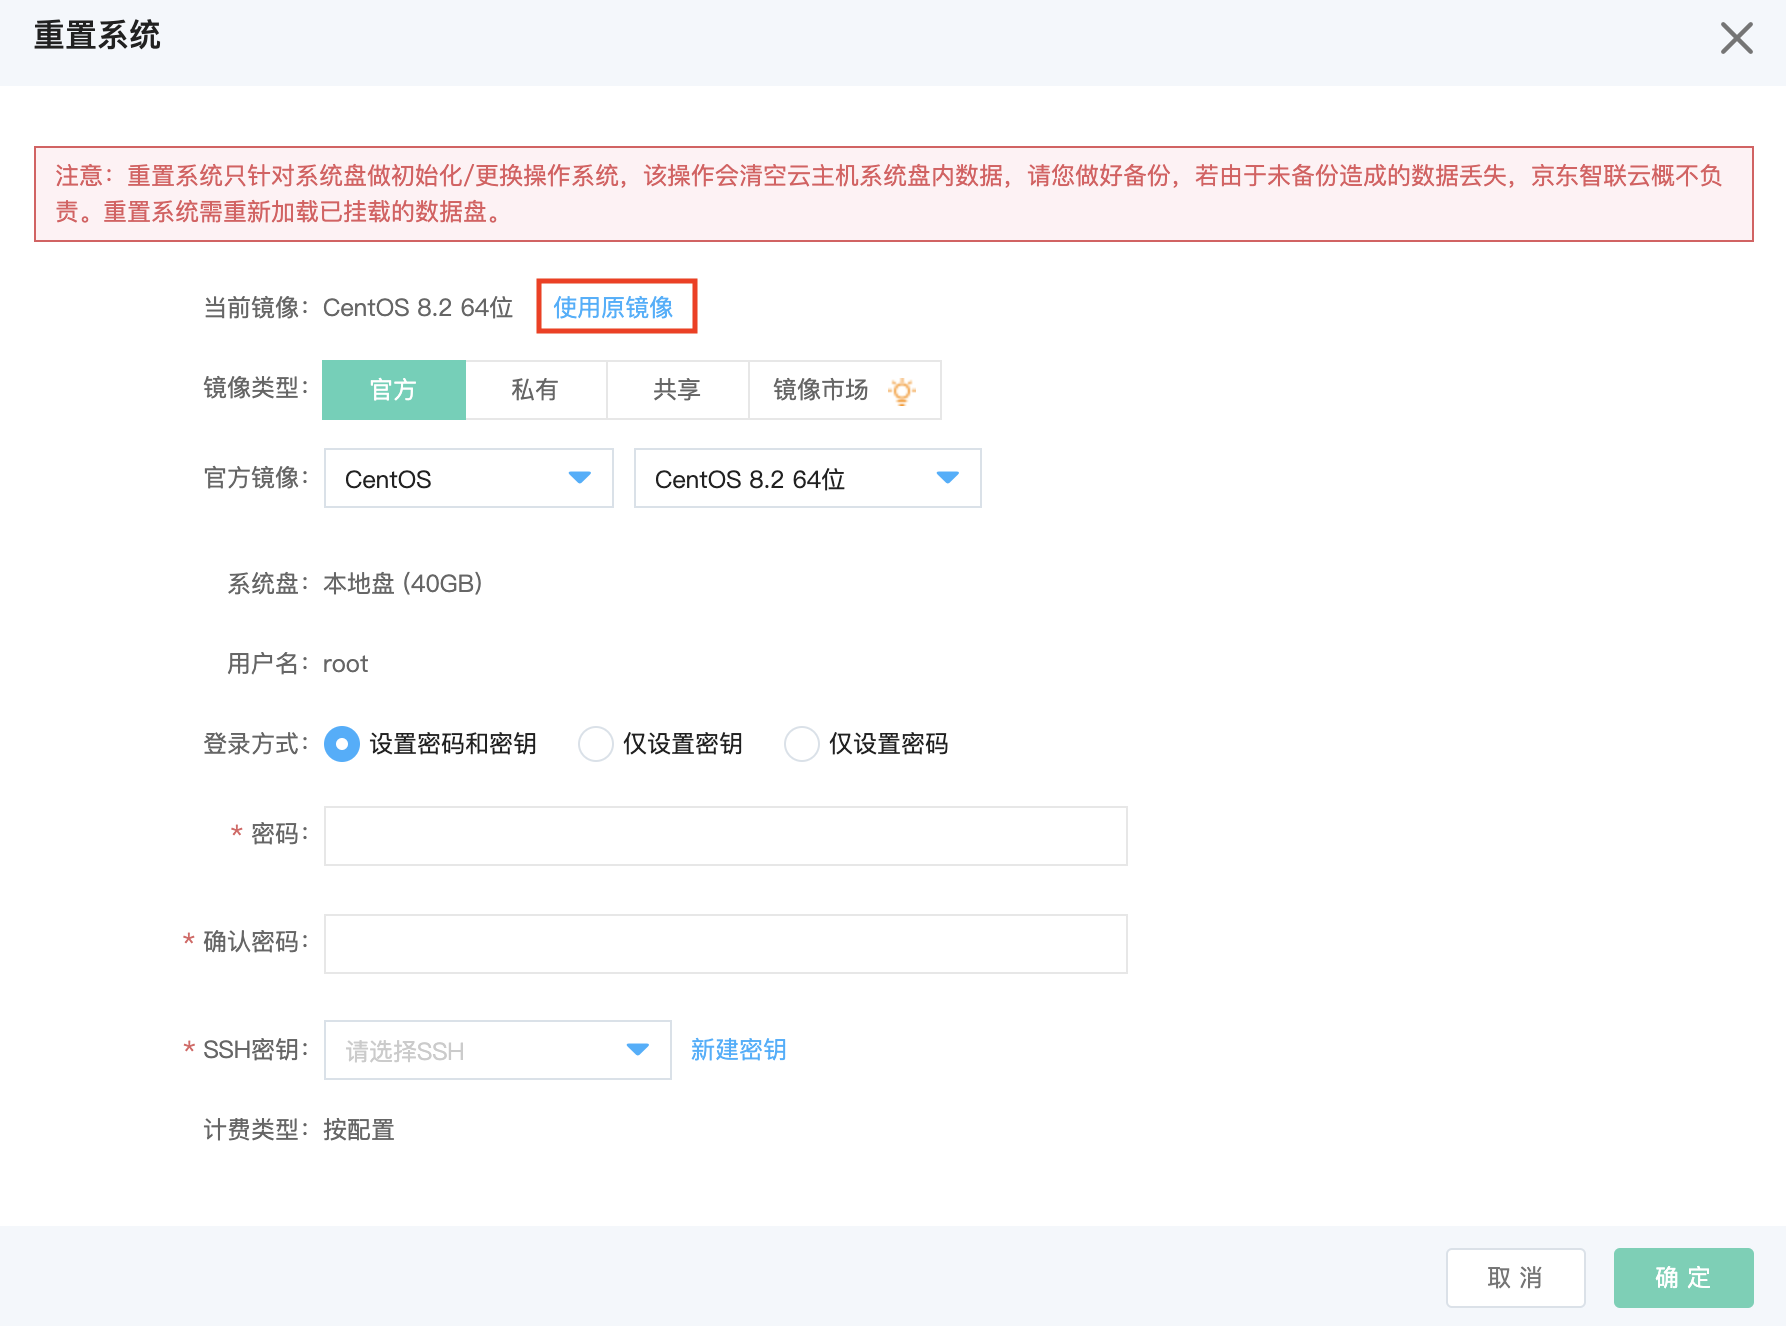 重置系统
注意：重置系统只针对系统盘做初始化/更换操作系统，该操作会清空云主机系统盘内数据，请您做好备份，若由于未备份造成的数据丢失，京东智联云概不负
责。重置系统需重新加载已挂载的数据盘。
当前镜像：CentOS 8.2 64位 使用原镜像
镜像类型：官方 私有 共享 镜像市场
官方镜像：CentOS CentOS 8.2 64位
系统盘：本地盘 (40GB)
用户名：root
登录方式：设置密码和密钥 仅设置密钥 仅设置密码
* 密码：
* 确认密码：
* SSH密钥：请选择SSH 新建密钥
计费类型：按配置
取 消 确 定